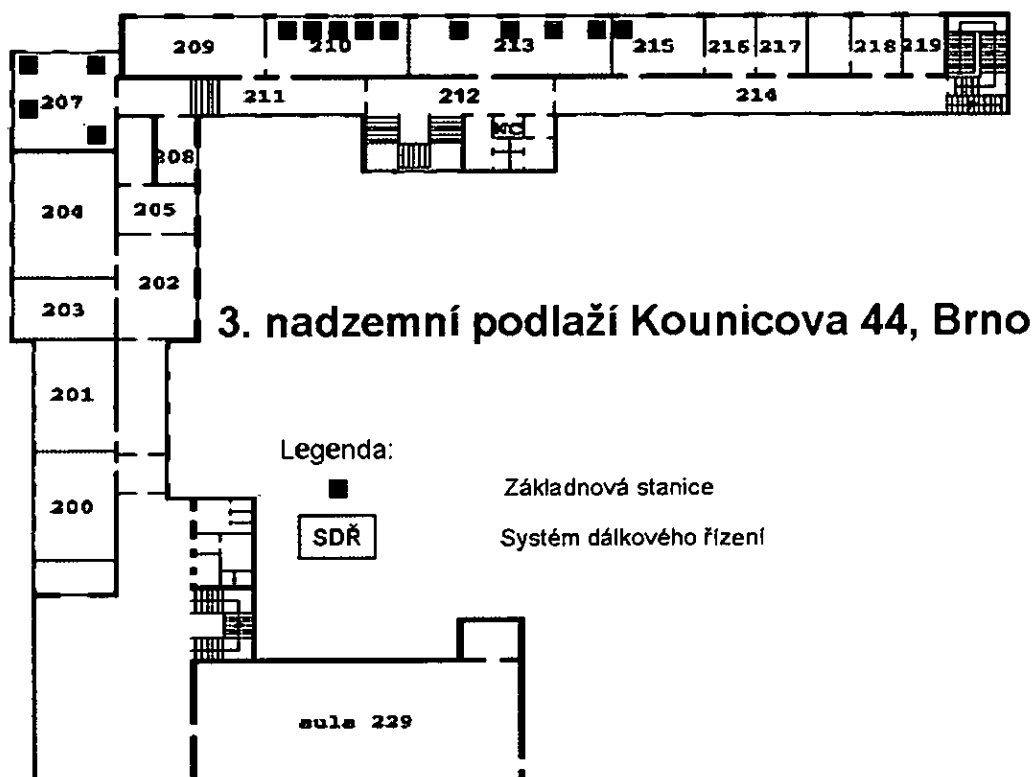 209
210
213
215
216
217
218
219
207
211
212
214
WC
208
204
205
202
203
3. nadzemní podlaží Kounicova 44, Brno
201
Legenda:
200
Základnová stanice
SDŘ
Systém dálkového řízení
aula 229